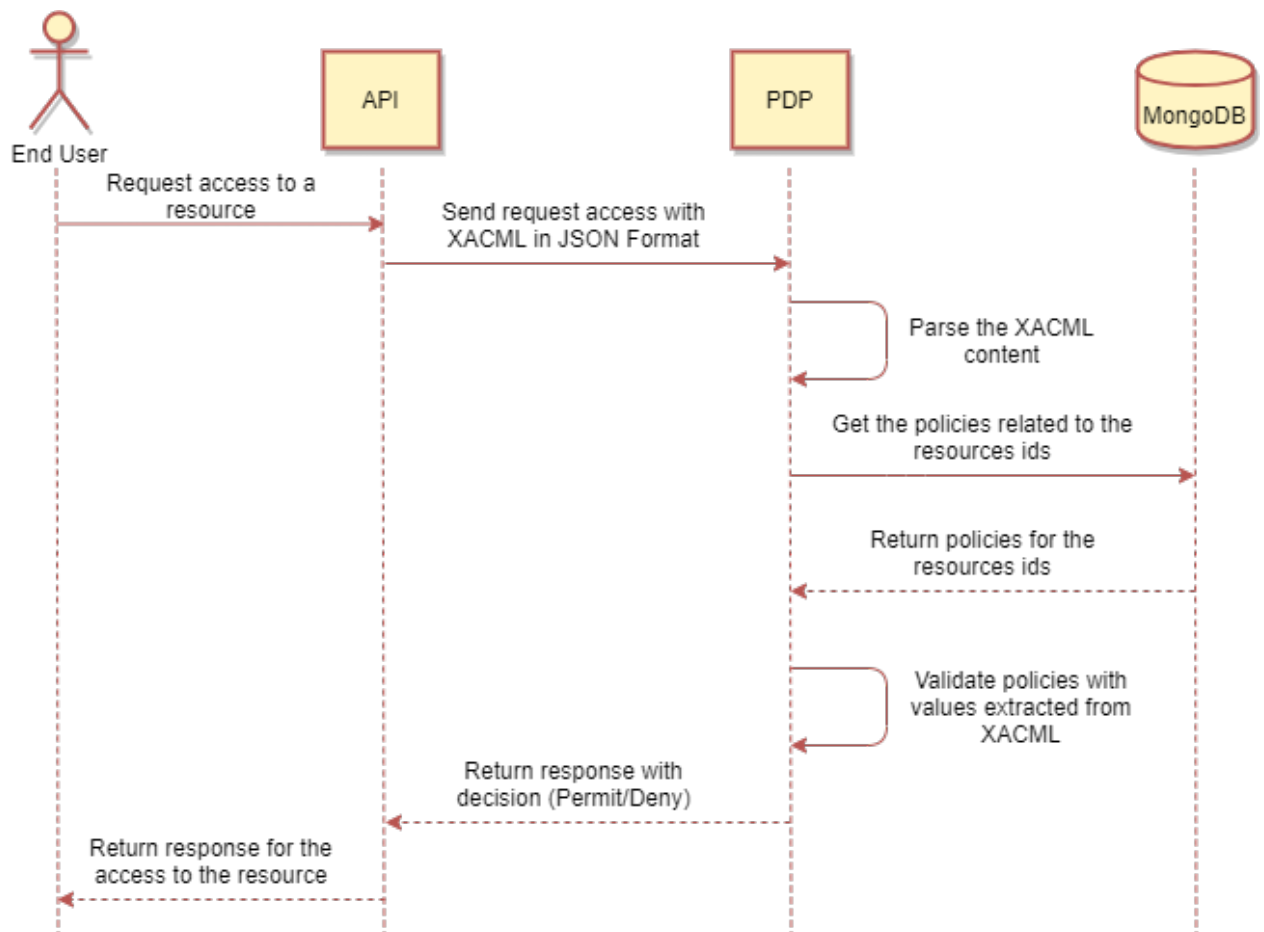 API
PDP
MongoDB
End User
Request access to a
resource
Send request access with
XACML in JSON Format
Parse the XACML
content
Get the policies related to the
resources ids
Return policies for the
resources ids
Validate policies with
values extracted from
XACML
Return response with
decision (Permit/Deny)
Return response for the
access to the resource